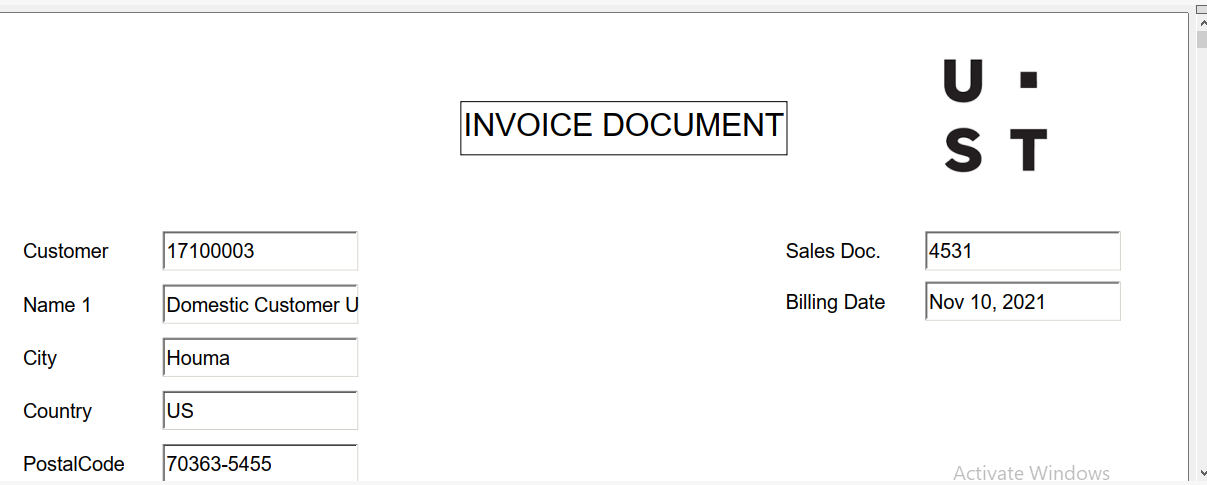 U ▪
S T
INVOICE DOCUMENT
Customer 17100003 Sales Doc. 4531
Name 1 Domestic Customer U Billing Date Nov 10, 2021
City Houma
Country US
PostalCode 70363-5455
Activate Windows